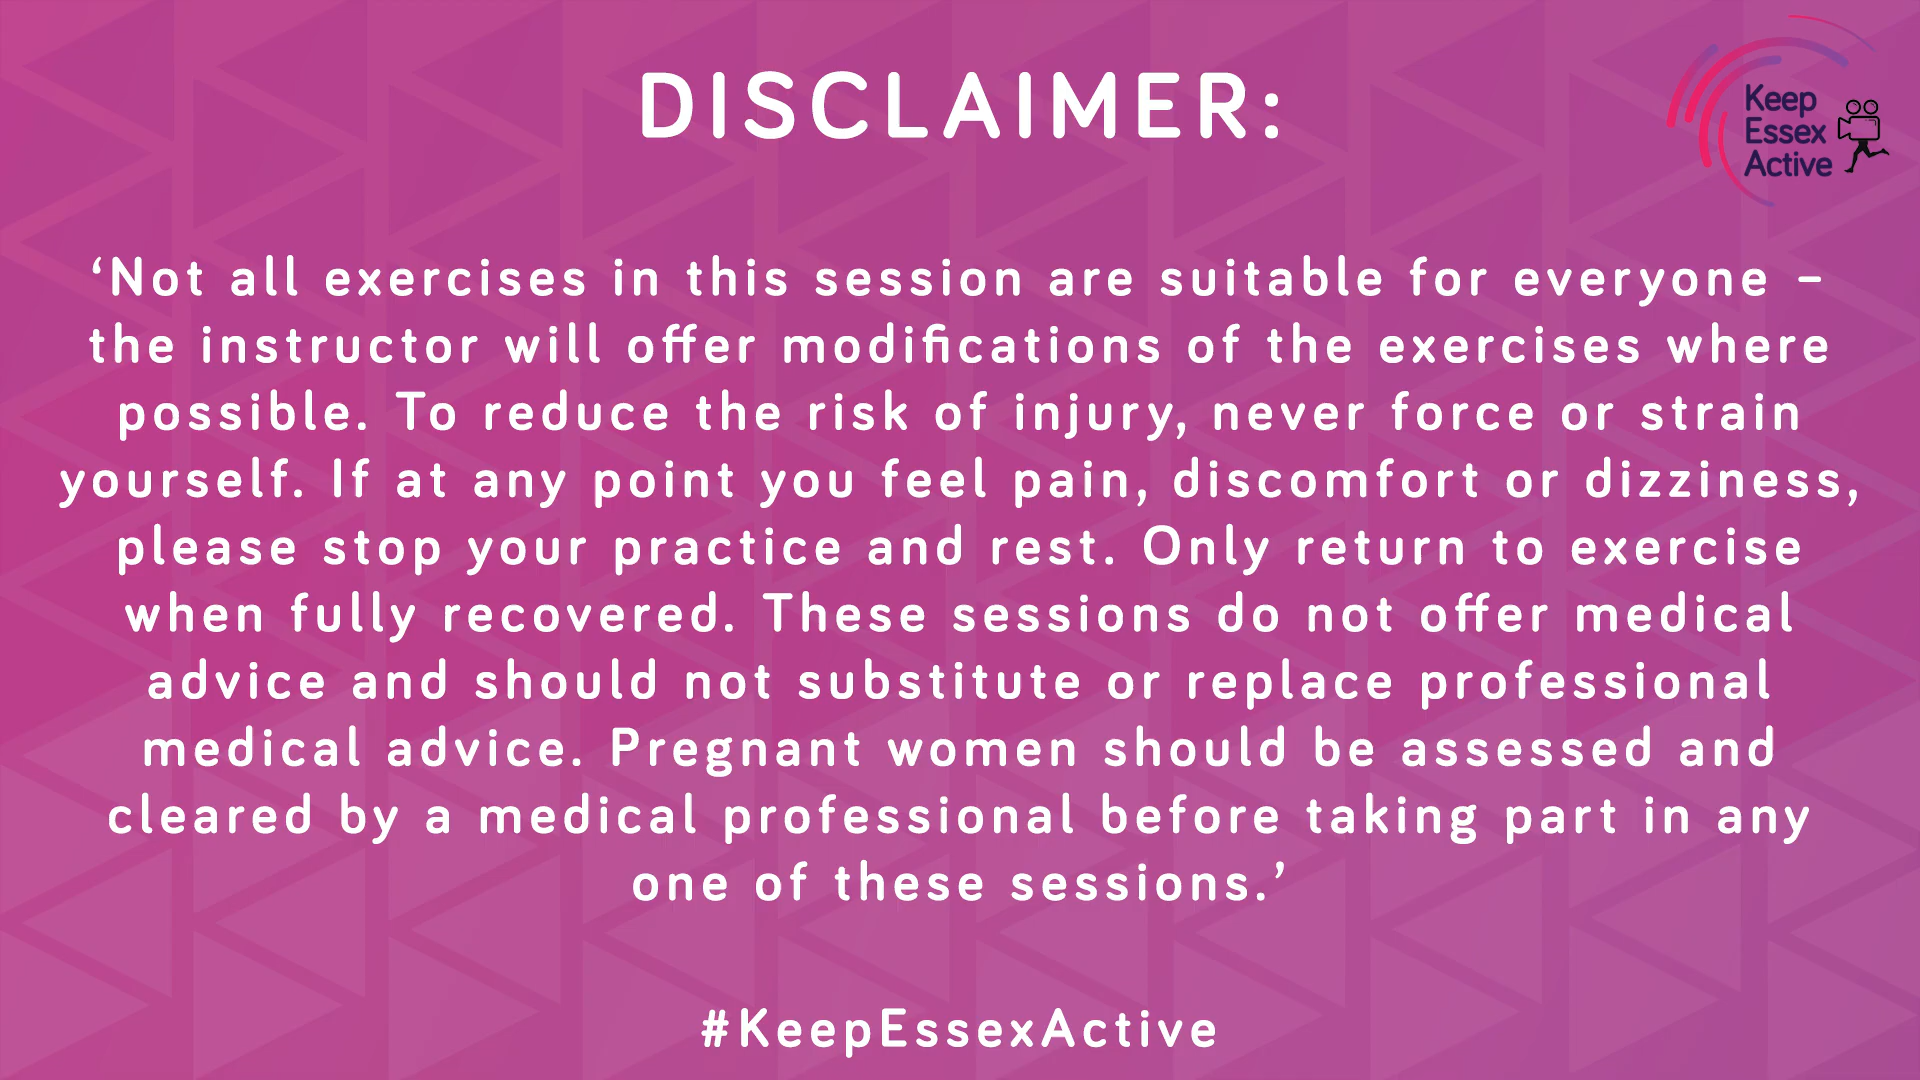 DISCLAIMER:
Keep
Essex
Active
‘Not all exercises in this session are suitable for everyone –
the instructor will offer modifications of the exercises where
possible. To reduce the risk of injury, never force or strain
yourself. If at any point you feel pain, discomfort or dizziness,
please stop your practice and rest. Only return to exercise
when fully recovered. These sessions do not offer medical
advice and should not substitute or replace professional
medical advice. Pregnant women should be assessed and
cleared by a medical professional before taking part in any
one of these sessions.’
#KeepEssexActive